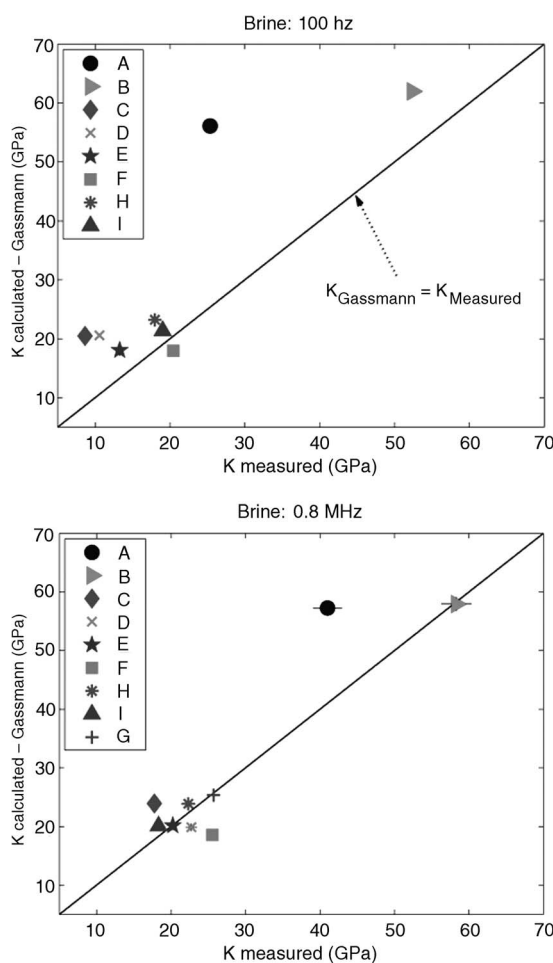 Brine: 100 hz
70
60
50
40
30
20
10
K calculated – Gassmann (GPa)
A
B
C
D
E
F
H
I
K_Gassmann = K_Measured
10
20
30
40
50
60
70
K measured (GPa)
Brine: 0.8 MHz
70
60
50
40
30
20
10
K calculated – Gassmann (GPa)
A
B
C
D
E
F
H
I
G
10
20
30
40
50
60
70
K measured (GPa)